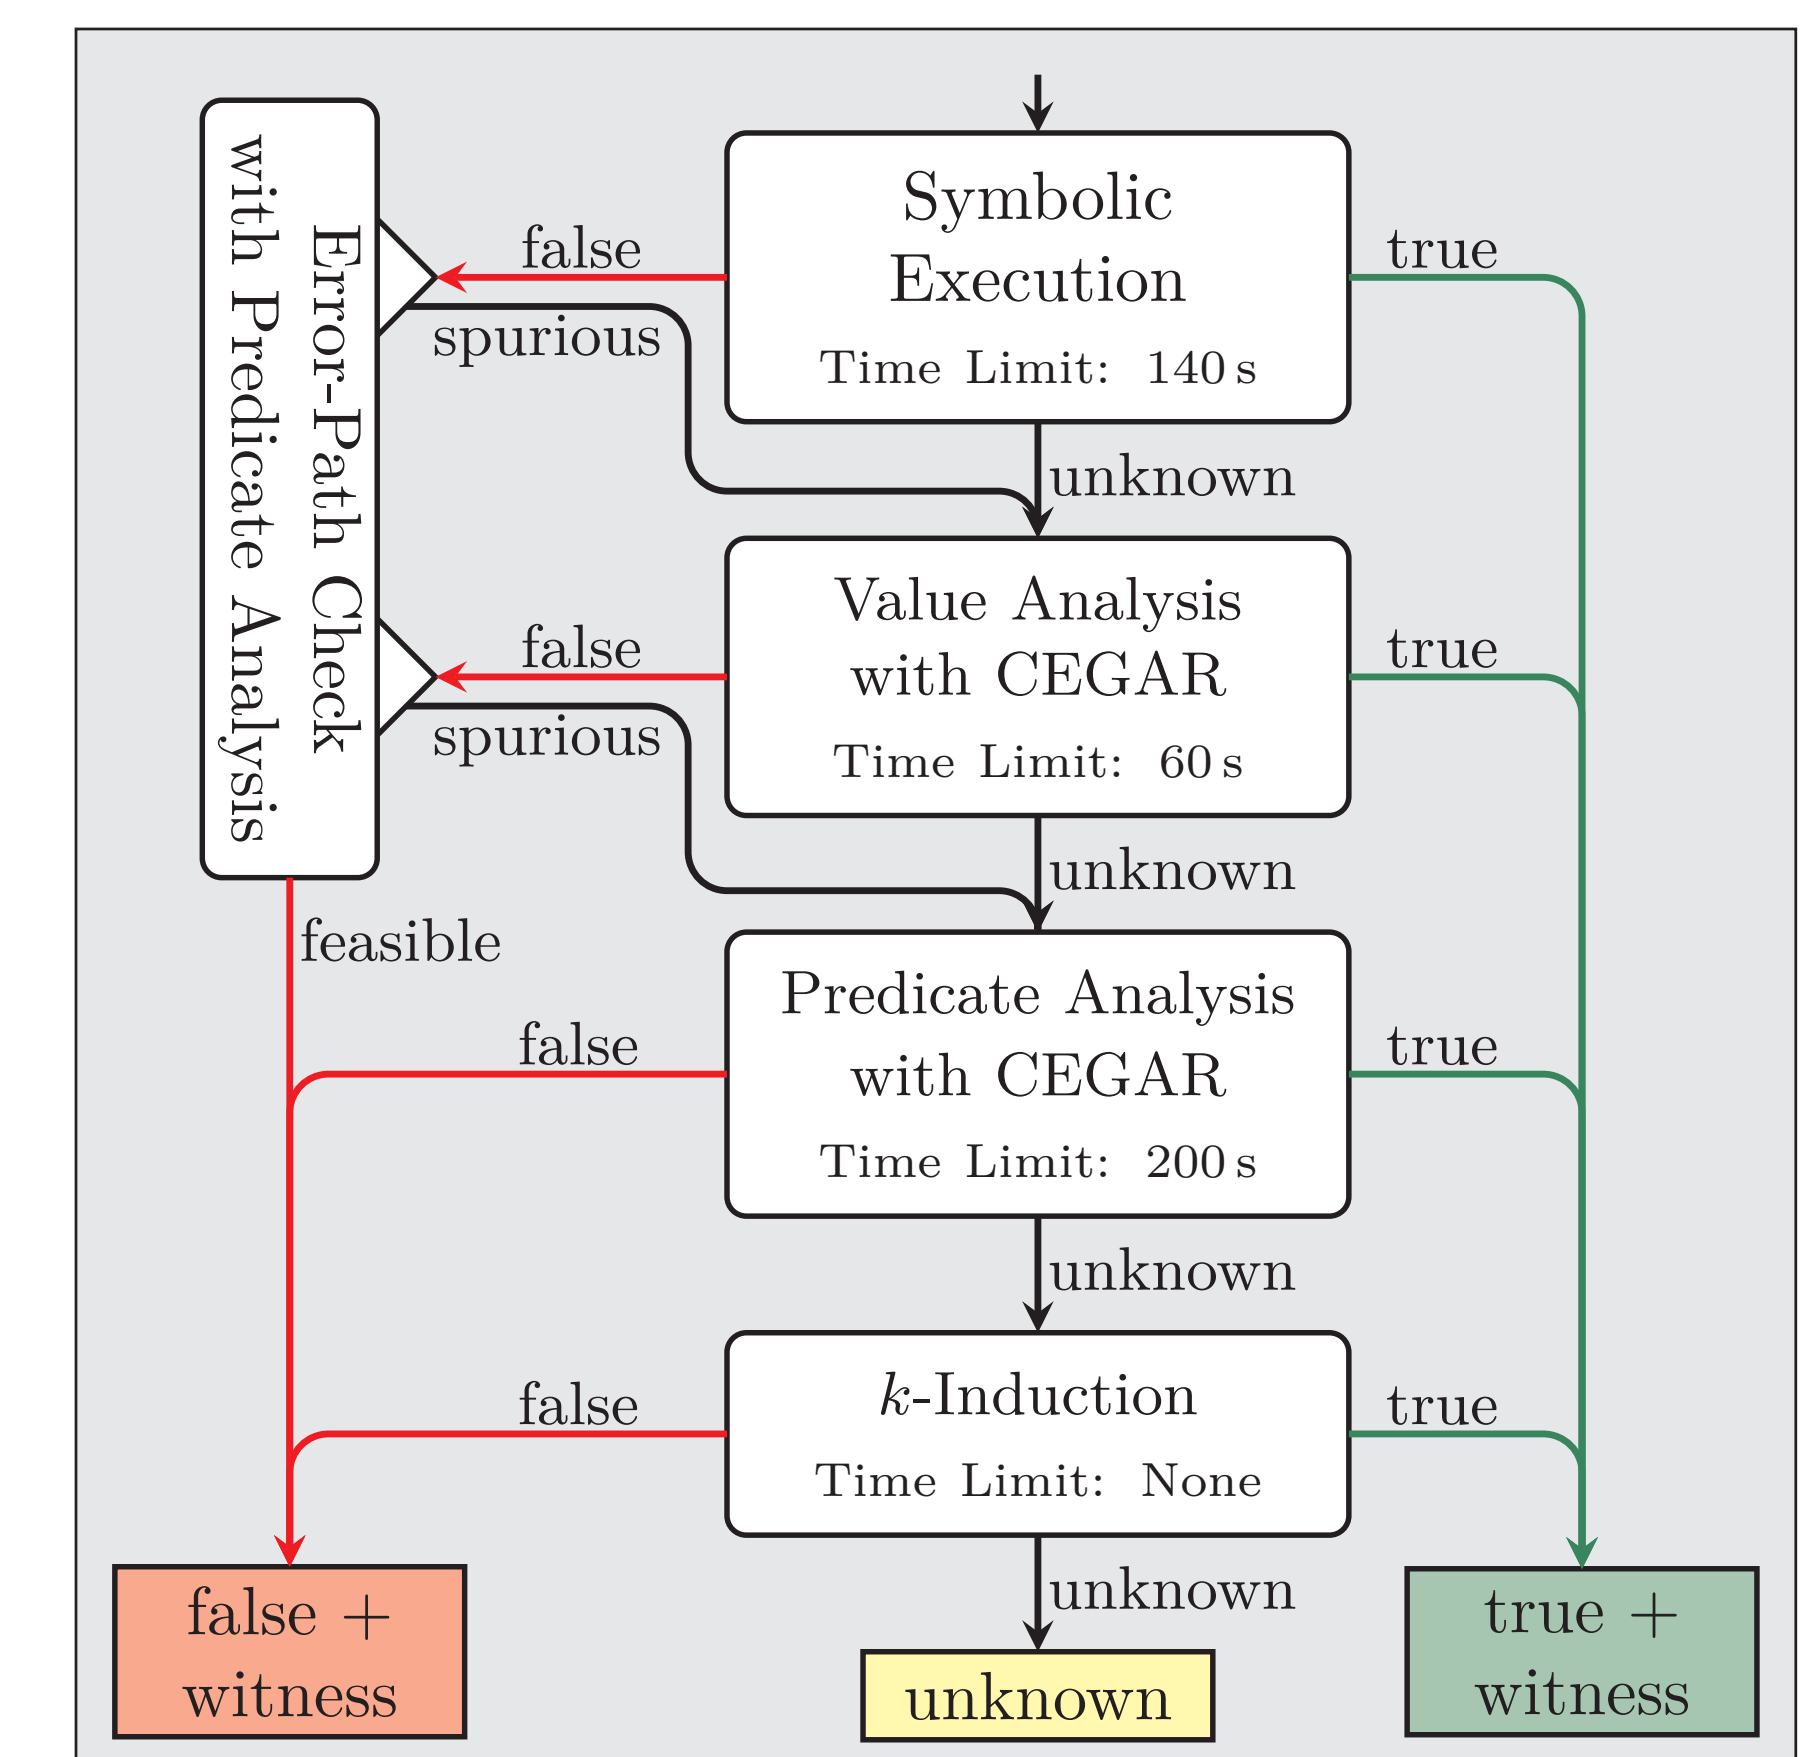 Error-Path Check
with Predicate Analysis
Symbolic
Execution
Time Limit: 140 s
false
true
spurious
unknown
Value Analysis
with CEGAR
Time Limit: 60 s
false
true
spurious
unknown
feasible
Predicate Analysis
with CEGAR
Time Limit: 200 s
false
true
unknown
k-Induction
Time Limit: None
false
true
unknown
false +
witness
unknown
true +
witness